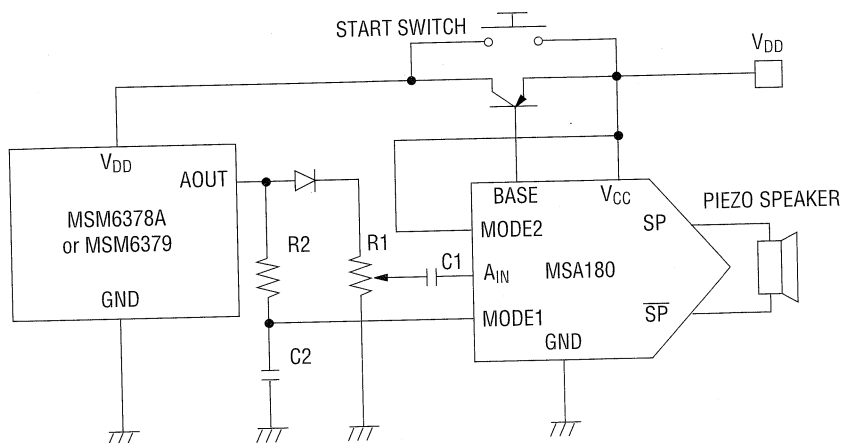 START SWITCH
VDD
VDD
AOUT
MSM6378A
or MSM6379
GND
R2
R1
C1
C2
BASE
VCC
MODE2
AIN
MSA180
MODE1
GND
SP
S̅P̅
PIEZO SPEAKER